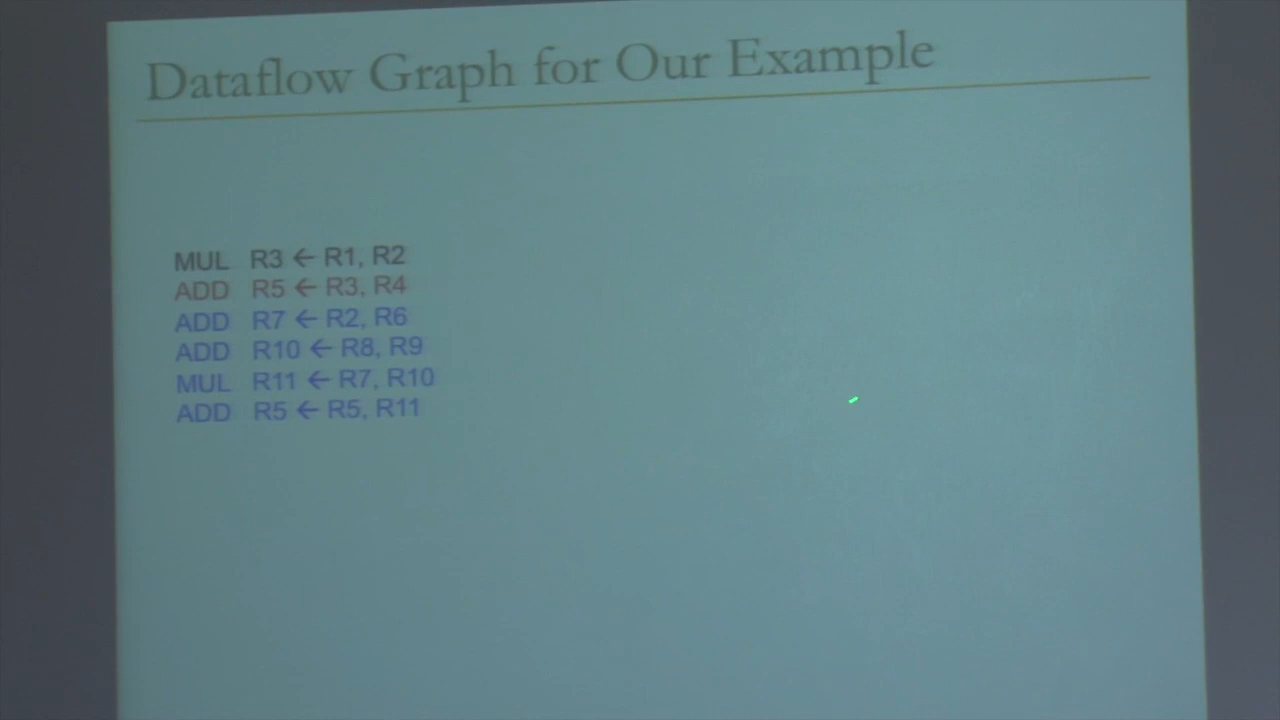 Dataflow Graph for Our Example
MUL R3 ← R1, R2
ADD R5 ← R3, R4
ADD R7 ← R2, R6
ADD R10 ← R8, R9
MUL R11 ← R7, R10
ADD R5 ← R5, R11